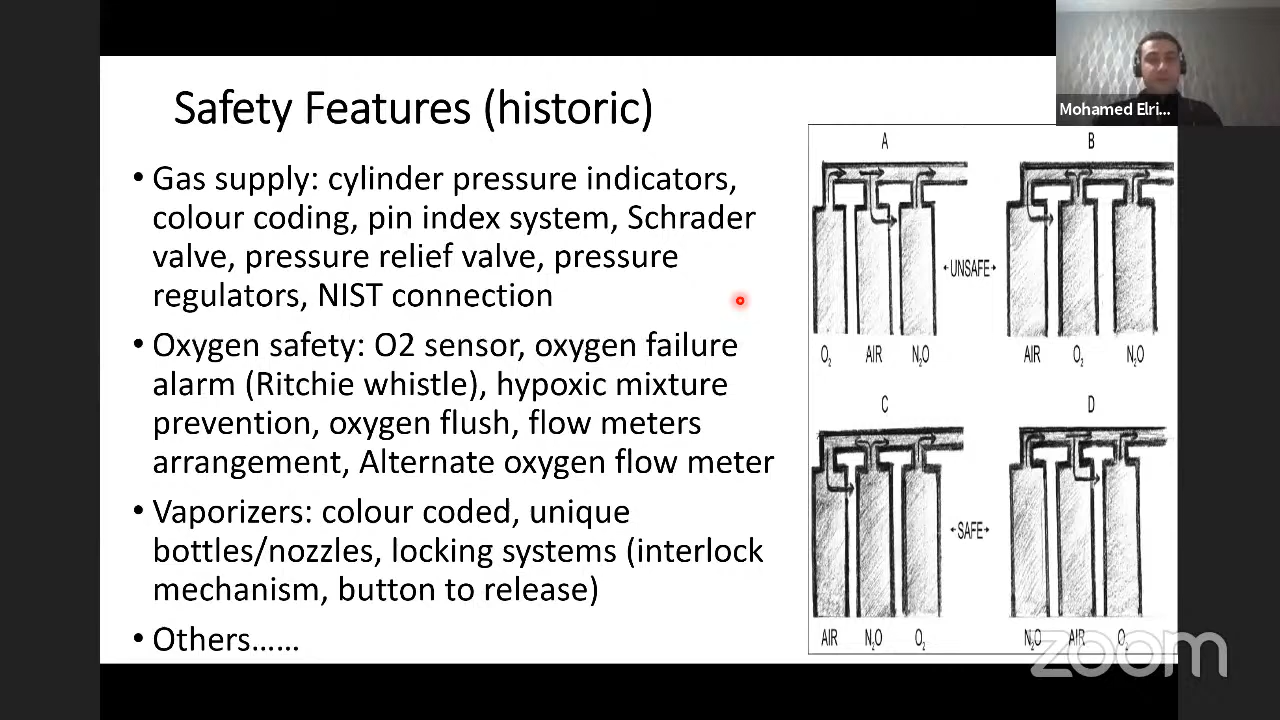 Safety Features (historic)
• Gas supply: cylinder pressure indicators,
colour coding, pin index system, Schrader
valve, pressure relief valve, pressure
regulators, NIST connection
• Oxygen safety: O2 sensor, oxygen failure
alarm (Ritchie whistle), hypoxic mixture
prevention, oxygen flush, flow meters
arrangement, Alternate oxygen flow meter
• Vaporizers: colour coded, unique
bottles/nozzles, locking systems (interlock
mechanism, button to release)
• Others……
Mohamed Elri...
A
B
UNSAFE
O₂ AIR N₂O
AIR O₂ N₂O
C
D
SAFE
AIR N₂O O₂
N₂O AIR O₂
zoom